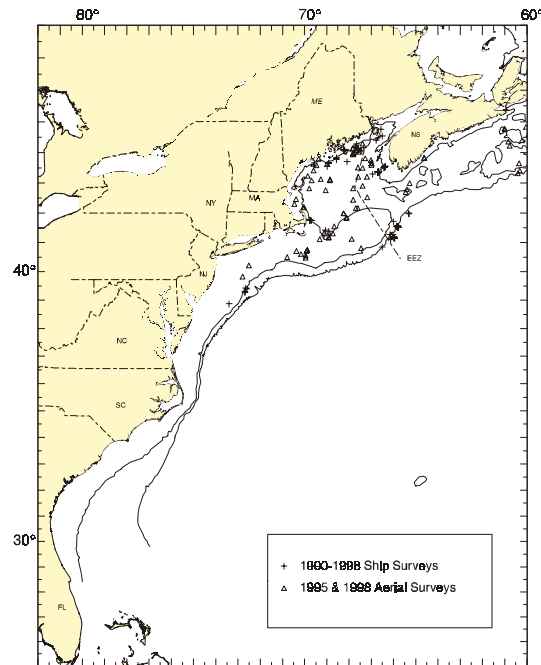 80° 70° 60°
ME
NS
NY MA
EEZ
40° NJ
NC
SC
30°
1990-1998 Ship Surveys
1995 & 1998 Aerial Surveys
FL